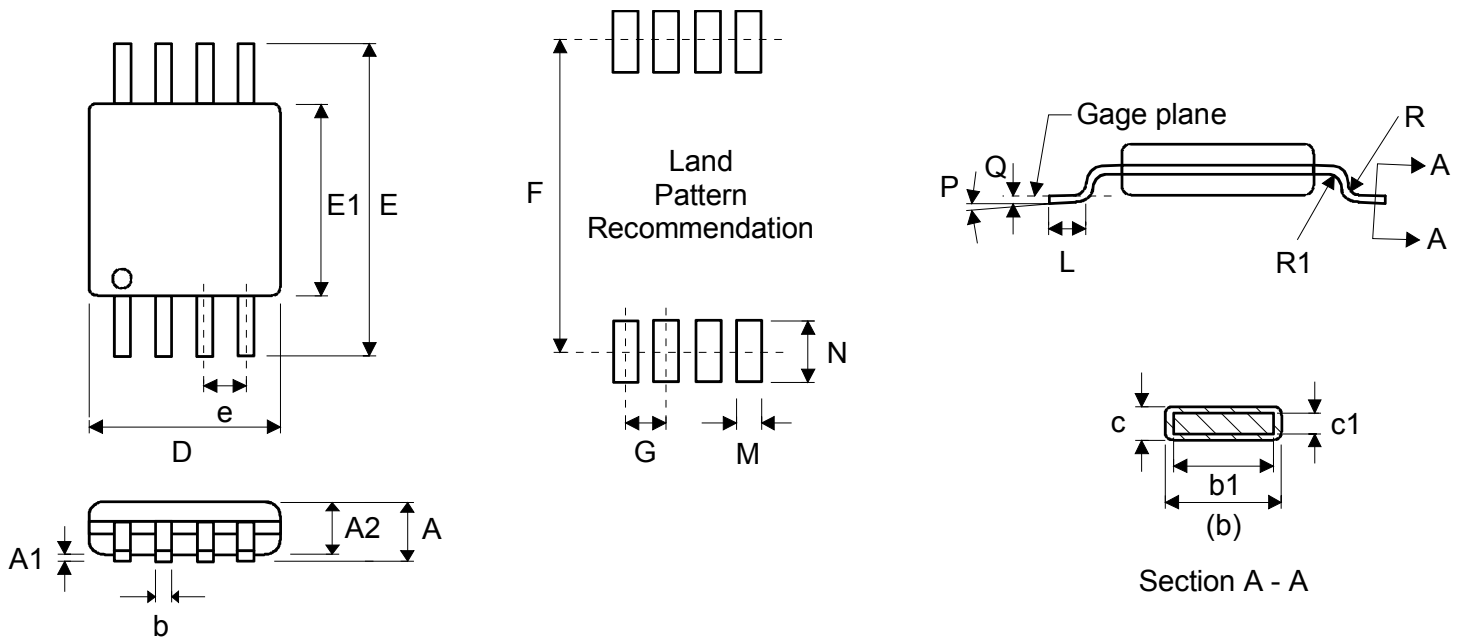 E1
E
e
D
A1
A2
A
b
F
Land
Pattern
Recommendation
N
G
M
Gage plane
R
P
Q
A
L
R1
A
c
c1
b1
(b)
Section A - A